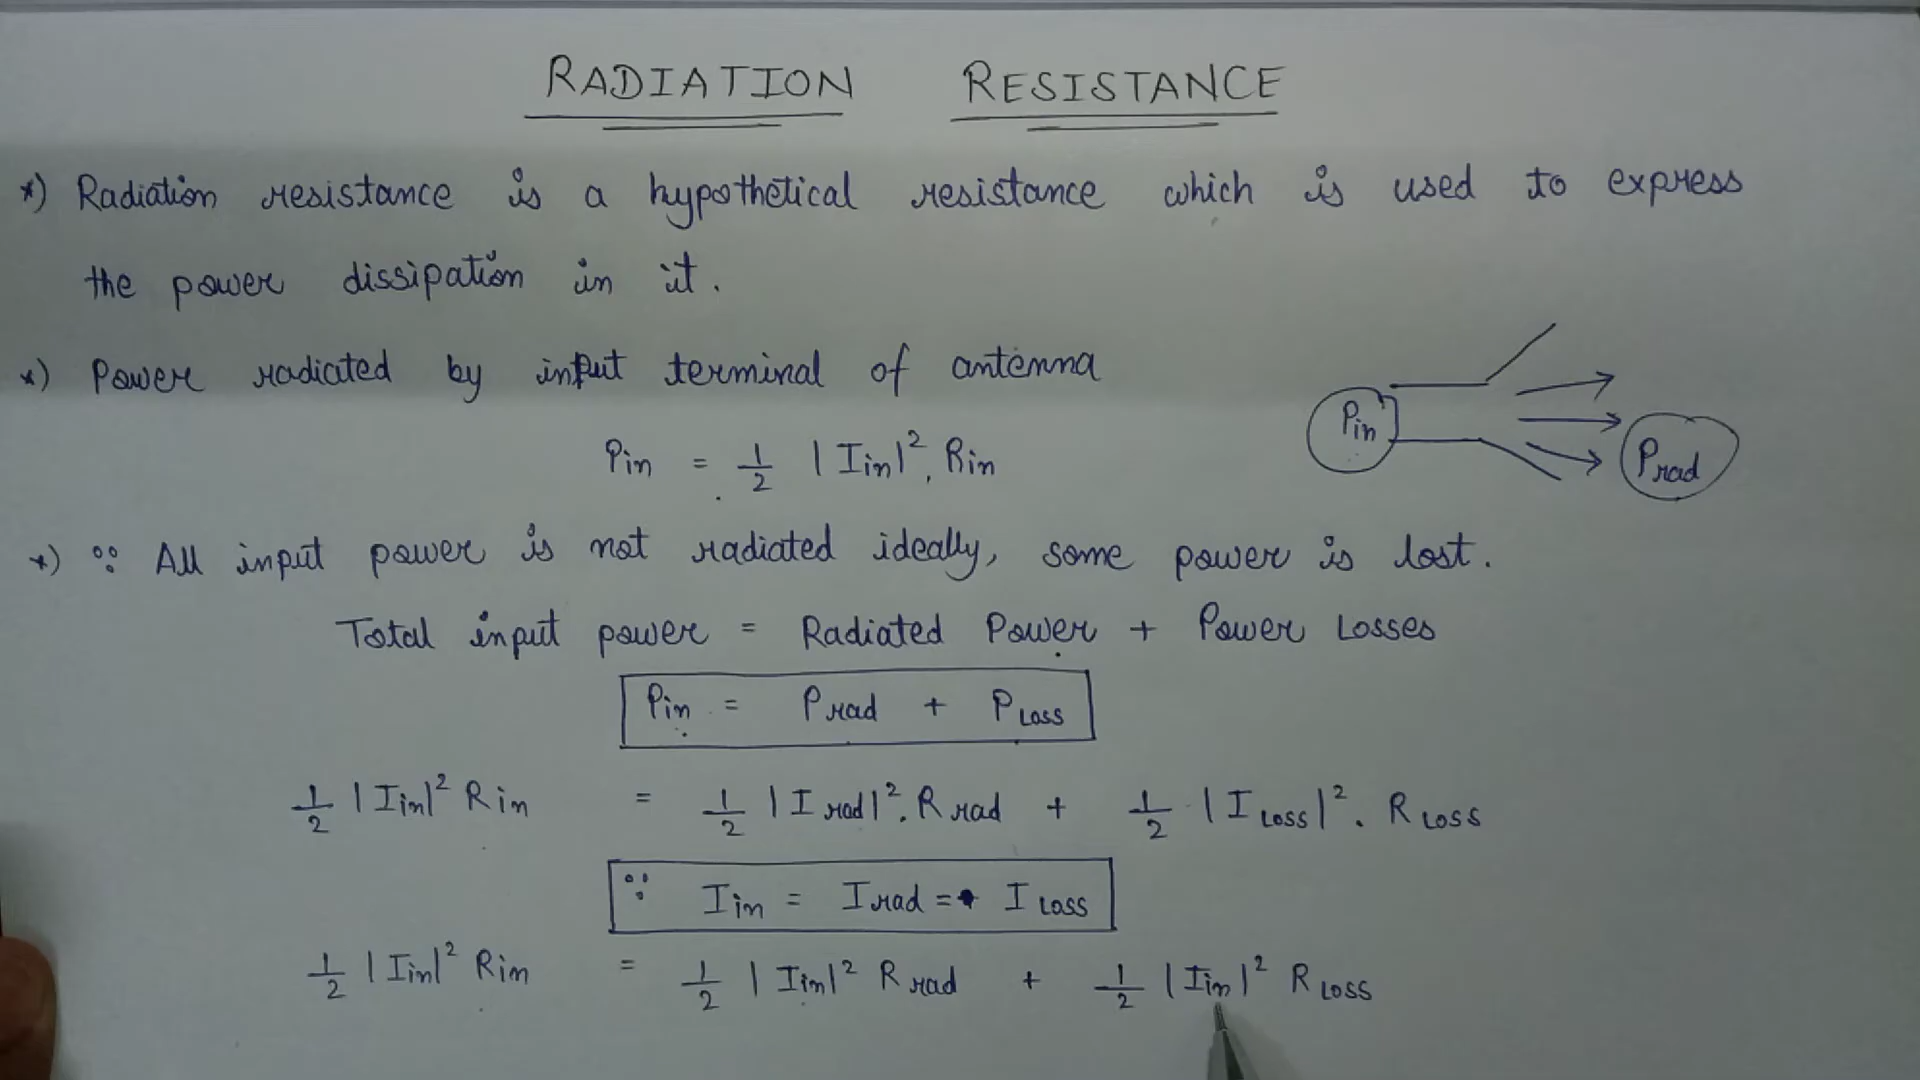 RADIATION RESISTANCE
*) Radiation resistance is a hypothetical resistance which is used to express
the power dissipation in it.
*) Power radiated by input terminal of antenna
Pin = 1/2 |Iin|². Rin
Pin
Prad
*) ∵ All input power is not radiated ideally, some power is lost.
Total input power = Radiated Power + Power Losses
Pin = Prad + PLoss
1/2 |Iin|² Rin = 1/2 |Irad|². Rrad + 1/2 |ILoss|². RLoss
∵ Iin = Irad = ILoss
1/2 |Iin|² Rin = 1/2 |Iin|² Rrad + 1/2 |Iin|² RLoss